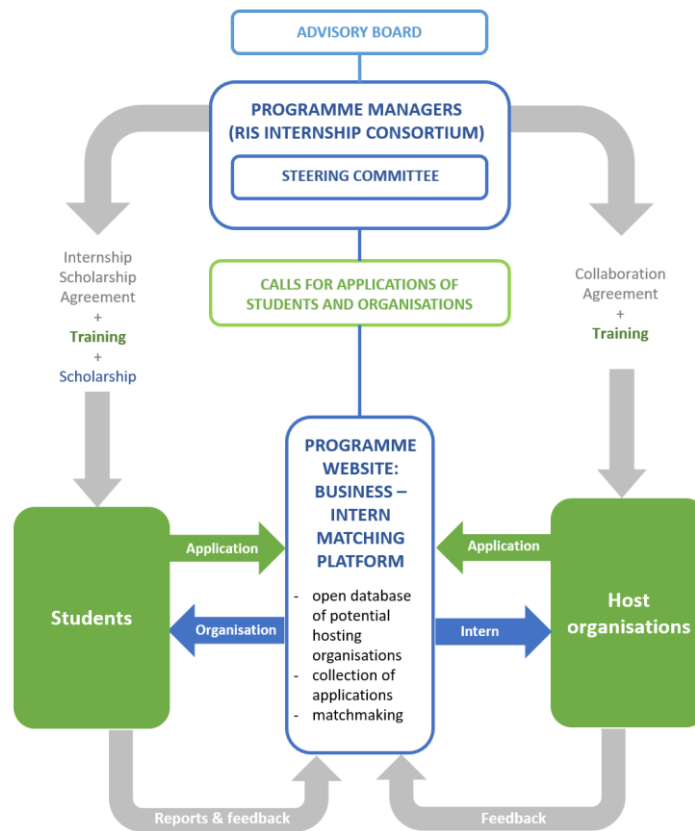 ADVISORY BOARD
PROGRAMME MANAGERS
(RIS INTERNSHIP CONSORTIUM)
STEERING COMMITTEE
Internship
Scholarship
Agreement
+
Training
+
Scholarship
CALLS FOR APPLICATIONS OF
STUDENTS AND ORGANISATIONS
Collaboration
Agreement
+
Training
PROGRAMME
WEBSITE:
BUSINESS –
INTERN
MATCHING
PLATFORM
- open database
of potential
hosting
organisations
- collection of
applications
- matchmaking
Students
Application
Organisation
Application
Intern
Host
organisations
Reports & feedback
Feedback